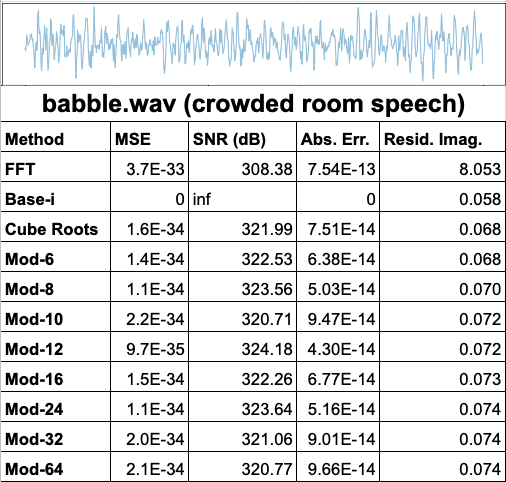 babble.wav (crowded room speech)
Method MSE SNR (dB) Abs. Err. Resid. Imag.
FFT 3.7E-33 308.38 7.54E-13 8.053
Base-i 0 inf 0 0.058
Cube Roots 1.6E-34 321.99 7.51E-14 0.068
Mod-6 1.4E-34 322.53 6.38E-14 0.068
Mod-8 1.1E-34 323.56 5.03E-14 0.070
Mod-10 2.2E-34 320.71 9.47E-14 0.072
Mod-12 9.7E-35 324.18 4.30E-14 0.072
Mod-16 1.5E-34 322.26 6.77E-14 0.073
Mod-24 1.1E-34 323.64 5.16E-14 0.074
Mod-32 2.0E-34 321.06 9.01E-14 0.074
Mod-64 2.1E-34 320.77 9.66E-14 0.074